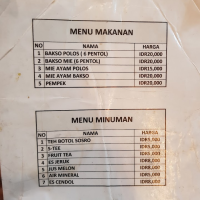 MENU MAKANAN
NO NAMA HARGA
1 BAKSO POLOS ( 6 PENTOL) IDR20,000
2 BAKSO MIE (6 PENTOL) IDR20,000
3 MIE AYAM POLOS IDR15,000
4 MIE AYAM BAKSO IDR20,000
5 PEMPEK IDR20,000
MENU MINUMAN
NO NAMA HARGA
1 TEH BOTOL SOSRO
2 S-TEE
3 FRUIT TEA
4 ES JERUK
5 JUS MELON
6 AIR MINERAL
7 ES CENDOL